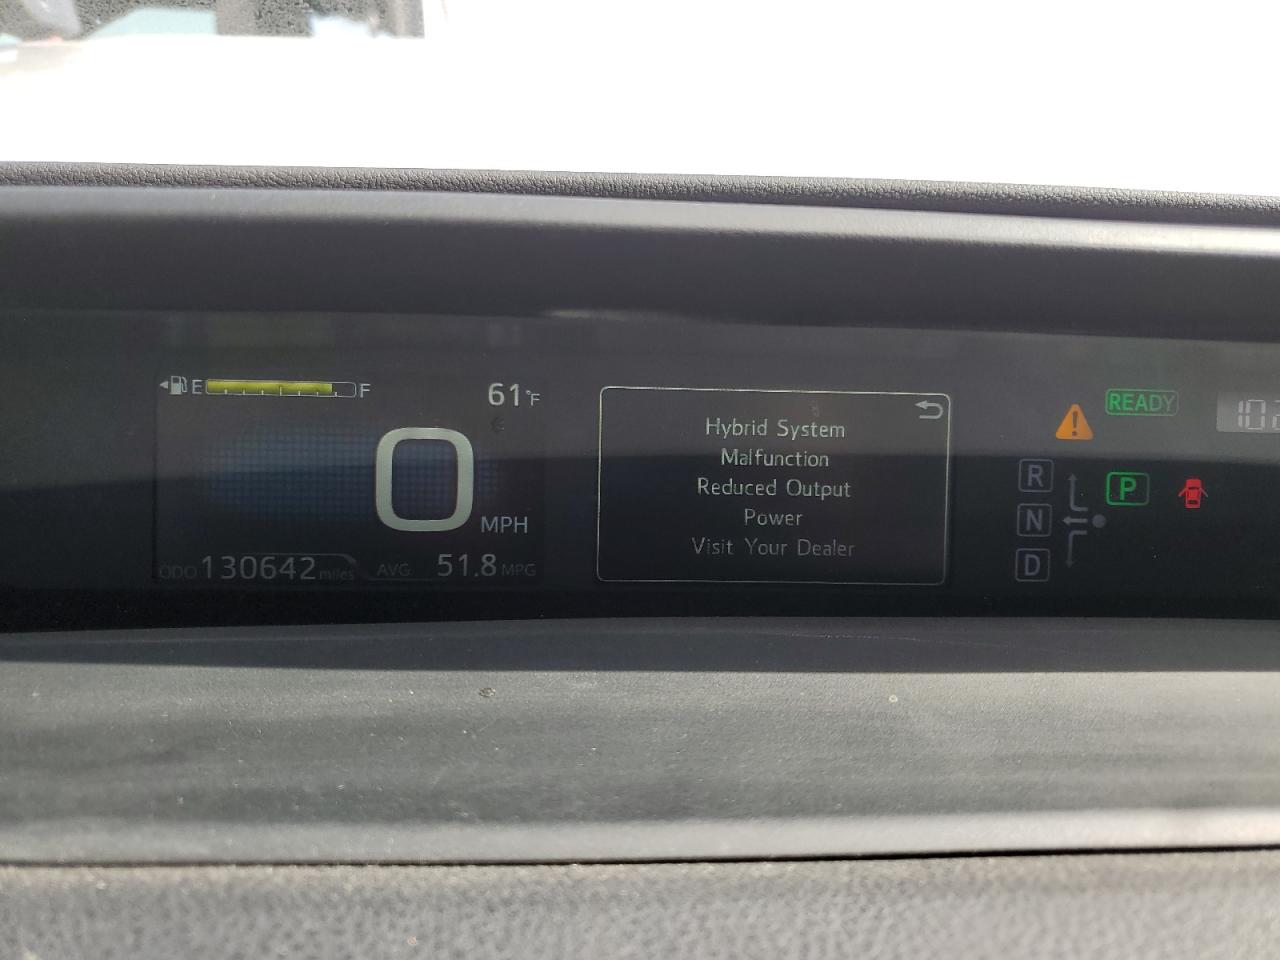 E F
61°F
0 MPH
ODO 130642 miles AVG 51.8 MPG
Hybrid System
Malfunction
Reduced Output
Power
Visit Your Dealer
READY
R
P
N
D